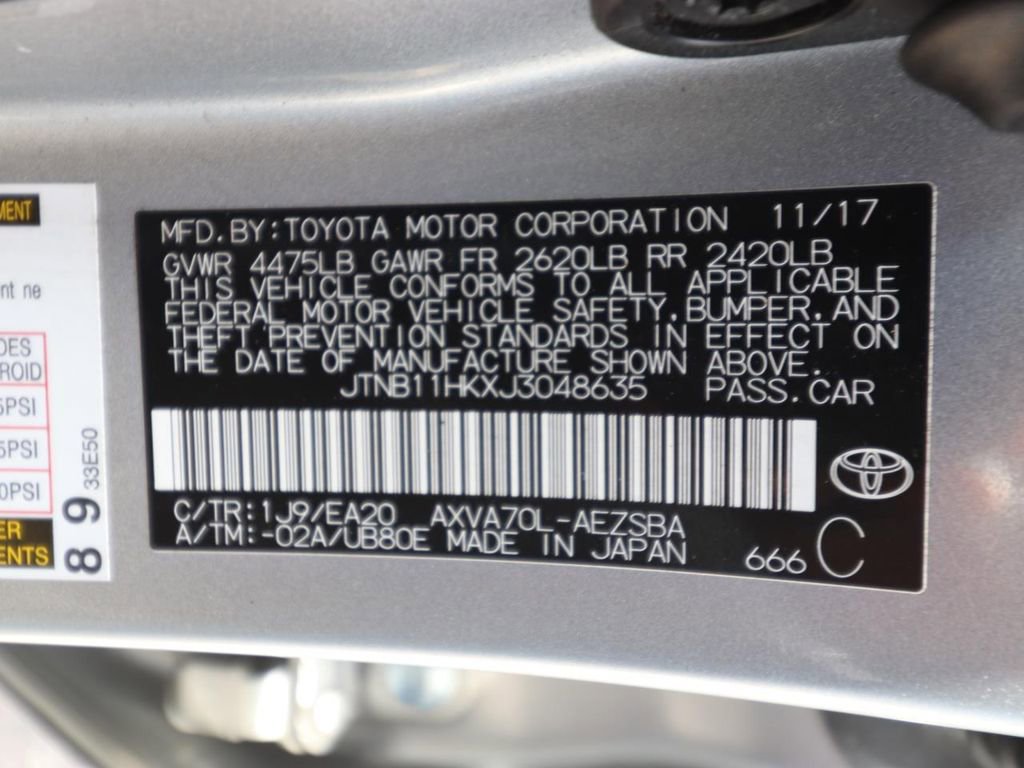 MENT
nt ne
DES
ROID
5PSI
5PSI
0PSI
ER
ENTS
89
33E50
MFD.BY:TOYOTA MOTOR CORPORATION 11/17
GVWR 4475LB GAWR FR 2620LB RR 2420LB
THIS VEHICLE CONFORMS TO ALL APPLICABLE
FEDERAL MOTOR VEHICLE SAFETY,BUMPER,AND
THEFT PREVENTION STANDARDS IN EFFECT ON
THE DATE OF MANUFACTURE SHOWN ABOVE.
JTNB11HKXJ3048635 PASS.CAR
C/TR:1J9/EA20 AXVA70L-AEZSBA
A/TM:-02A/UB80E MADE IN JAPAN
666 C